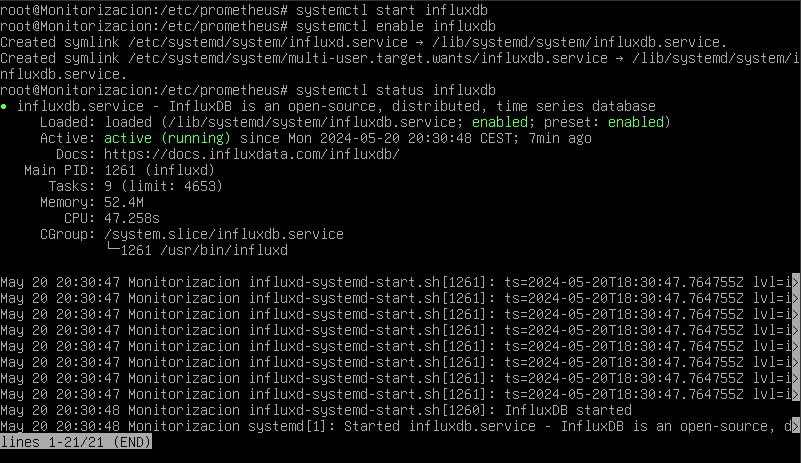 root@Monitorizacion:/etc/prometheus# systemctl start influxdb
root@Monitorizacion:/etc/prometheus# systemctl enable influxdb
Created symlink /etc/systemd/system/influxd.service → /lib/systemd/system/influxdb.service.
Created symlink /etc/systemd/system/multi-user.target.wants/influxdb.service → /lib/systemd/system/i
nfluxdb.service.
root@Monitorizacion:/etc/prometheus# systemctl status influxdb
● influxdb.service - InfluxDB is an open-source, distributed, time series database
     Loaded: loaded (/lib/systemd/system/influxdb.service; enabled; preset: enabled)
     Active: active (running) since Mon 2024-05-20 20:30:48 CEST; 7min ago
       Docs: https://docs.influxdata.com/influxdb/
   Main PID: 1261 (influxd)
      Tasks: 9 (limit: 4653)
     Memory: 52.4M
        CPU: 47.258s
     CGroup: /system.slice/influxdb.service
             └─1261 /usr/bin/influxd
May 20 20:30:47 Monitorizacion influxd-systemd-start.sh[1261]: ts=2024-05-20T18:30:47.764755Z lvl=i>
May 20 20:30:47 Monitorizacion influxd-systemd-start.sh[1261]: ts=2024-05-20T18:30:47.764755Z lvl=i>
May 20 20:30:47 Monitorizacion influxd-systemd-start.sh[1261]: ts=2024-05-20T18:30:47.764755Z lvl=i>
May 20 20:30:47 Monitorizacion influxd-systemd-start.sh[1261]: ts=2024-05-20T18:30:47.764755Z lvl=i>
May 20 20:30:47 Monitorizacion influxd-systemd-start.sh[1261]: ts=2024-05-20T18:30:47.764755Z lvl=i>
May 20 20:30:47 Monitorizacion influxd-systemd-start.sh[1261]: ts=2024-05-20T18:30:47.764755Z lvl=i>
May 20 20:30:47 Monitorizacion influxd-systemd-start.sh[1261]: ts=2024-05-20T18:30:47.764755Z lvl=i>
May 20 20:30:47 Monitorizacion influxd-systemd-start.sh[1261]: ts=2024-05-20T18:30:47.764755Z lvl=i>
May 20 20:30:48 Monitorizacion influxd-systemd-start.sh[1260]: InfluxDB started
May 20 20:30:48 Monitorizacion systemd[1]: Started influxdb.service - InfluxDB is an open-source, d>
lines 1-21/21 (END)